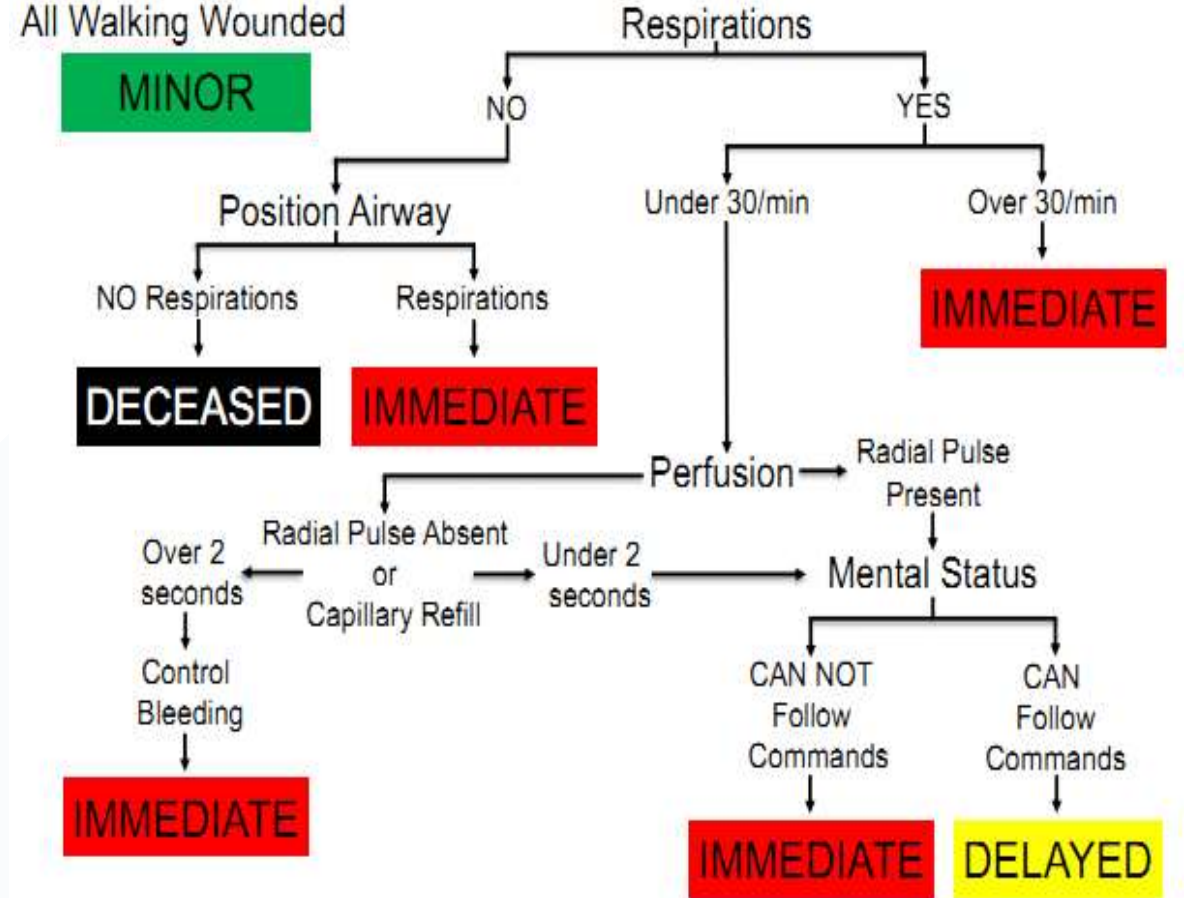 All Walking Wounded
MINOR
Respirations
NO
YES
Position Airway
Under 30/min
Over 30/min
NO Respirations
Respirations
IMMEDIATE
DECEASED
IMMEDIATE
Perfusion
Radial Pulse
Present
Radial Pulse Absent
or
Capillary Refill
Over 2
seconds
Under 2
seconds
Mental Status
Control
Bleeding
IMMEDIATE
CAN NOT
Follow
Commands
CAN
Follow
Commands
IMMEDIATE
DELAYED